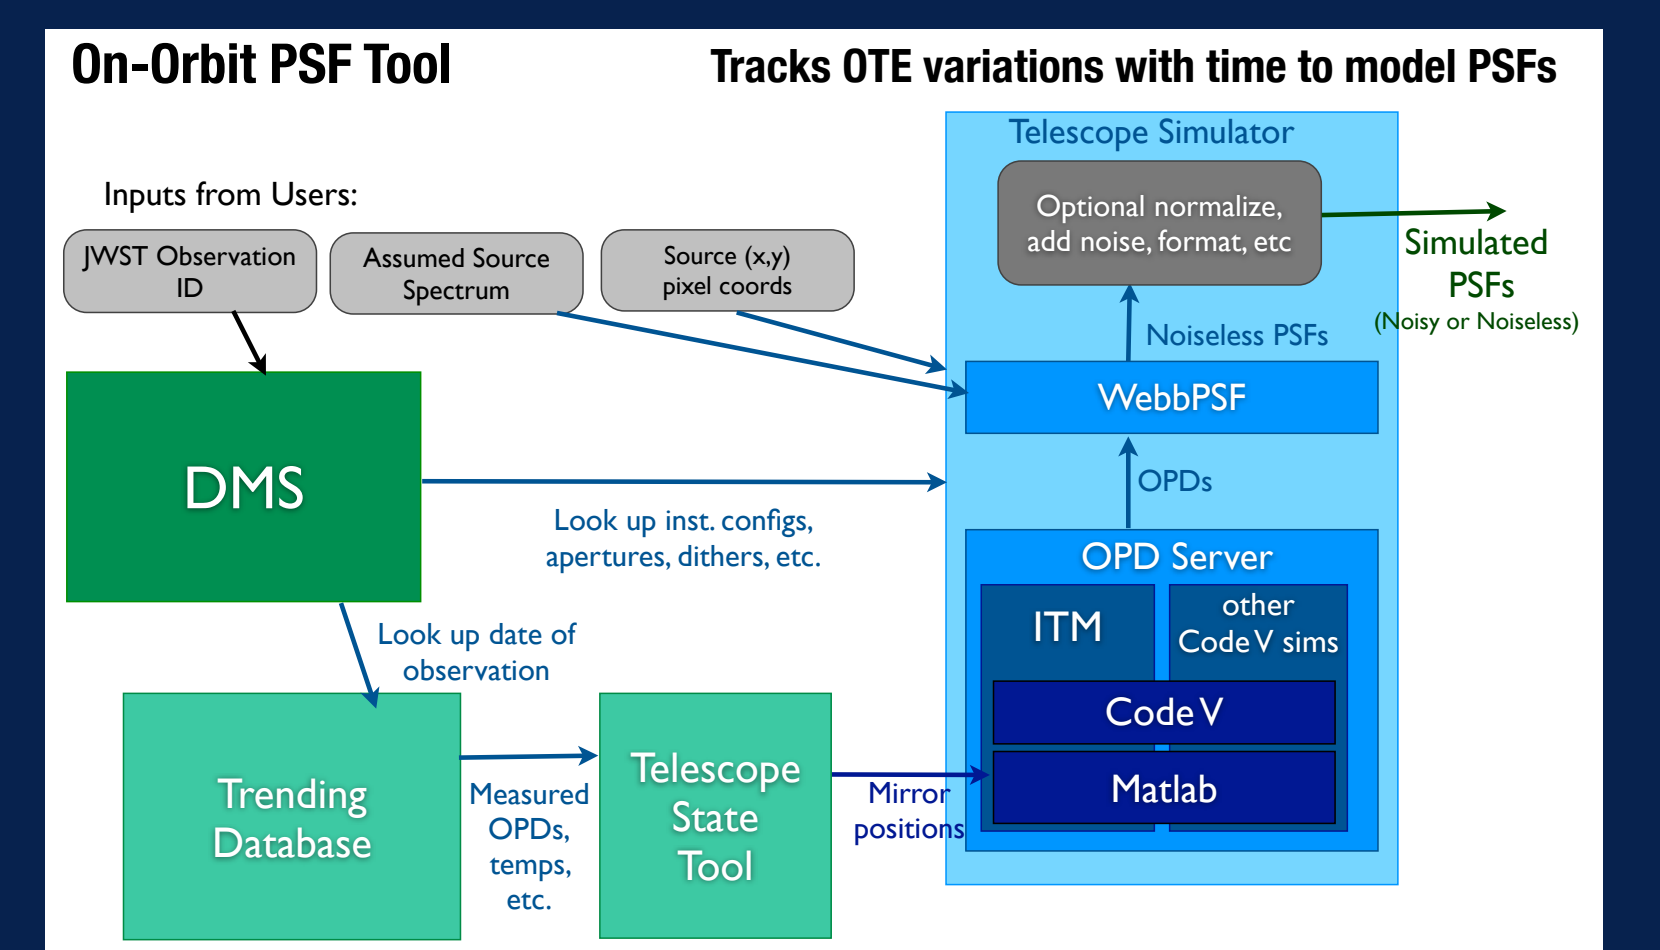 On-Orbit PSF Tool
Tracks OTE variations with time to model PSFs
Telescope Simulator
Inputs from Users:
JWST Observation
ID
Assumed Source
Spectrum
Source (x,y)
pixel coords
Optional normalize,
add noise, format, etc
Simulated
PSFs
(Noisy or Noiseless)
Noiseless PSFs
WebbPSF
DMS
OPDs
Look up inst. configs,
apertures, dithers, etc.
OPD Server
ITM
other
Code V sims
Look up date of
observation
Code V
Matlab
Trending
Database
Measured
OPDs,
temps,
etc.
Telescope
State
Tool
Mirror
positions